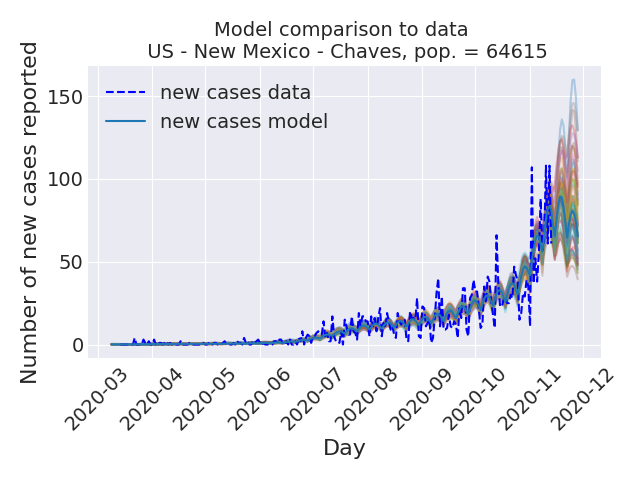 Model comparison to data
US - New Mexico - Chaves, pop. = 64615
new cases data
new cases model
Number of new cases reported
150
100
50
0
2020-03
2020-04
2020-05
2020-06
2020-07
2020-08
2020-09
2020-10
2020-11
2020-12
Day